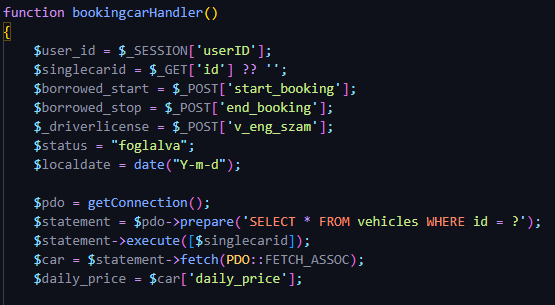 function bookingcarHandler()
{
    $user_id = $_SESSION['userID'];
    $singlecarid = $_GET['id'] ?? '';
    $borrowed_start = $_POST['start_booking'];
    $borrowed_stop = $_POST['end_booking'];
    $_driverlicense = $_POST['v_eng_szam'];
    $status = "foglalva";
    $localdate = date("Y-m-d");

    $pdo = getConnection();
    $statement = $pdo->prepare('SELECT * FROM vehicles WHERE id = ?');
    $statement->execute([$singlecarid]);
    $car = $statement->fetch(PDO::FETCH_ASSOC);
    $daily_price = $car['daily_price'];